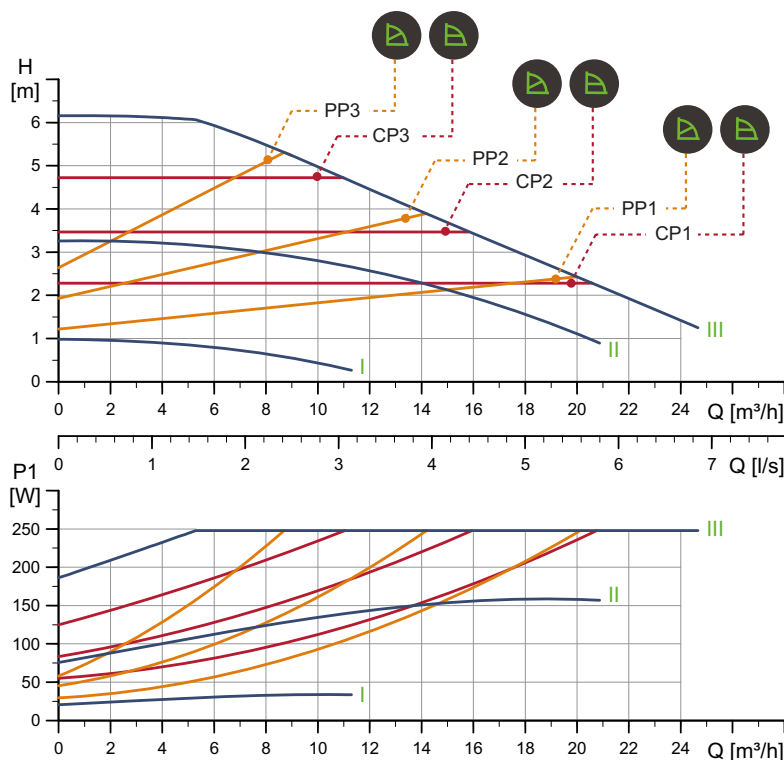 H
[m]
6
5
4
3
2
1
0
PP3
CP3
PP2
CP2
PP1
CP1
I
II
III
0 2 4 6 8 10 12 14 16 18 20 22 24 Q [m³/h]
0 1 2 3 4 5 6 7 Q [l/s]
P1
[W]
250
200
150
100
50
0
III
II
I
0 2 4 6 8 10 12 14 16 18 20 22 24 Q [m³/h]